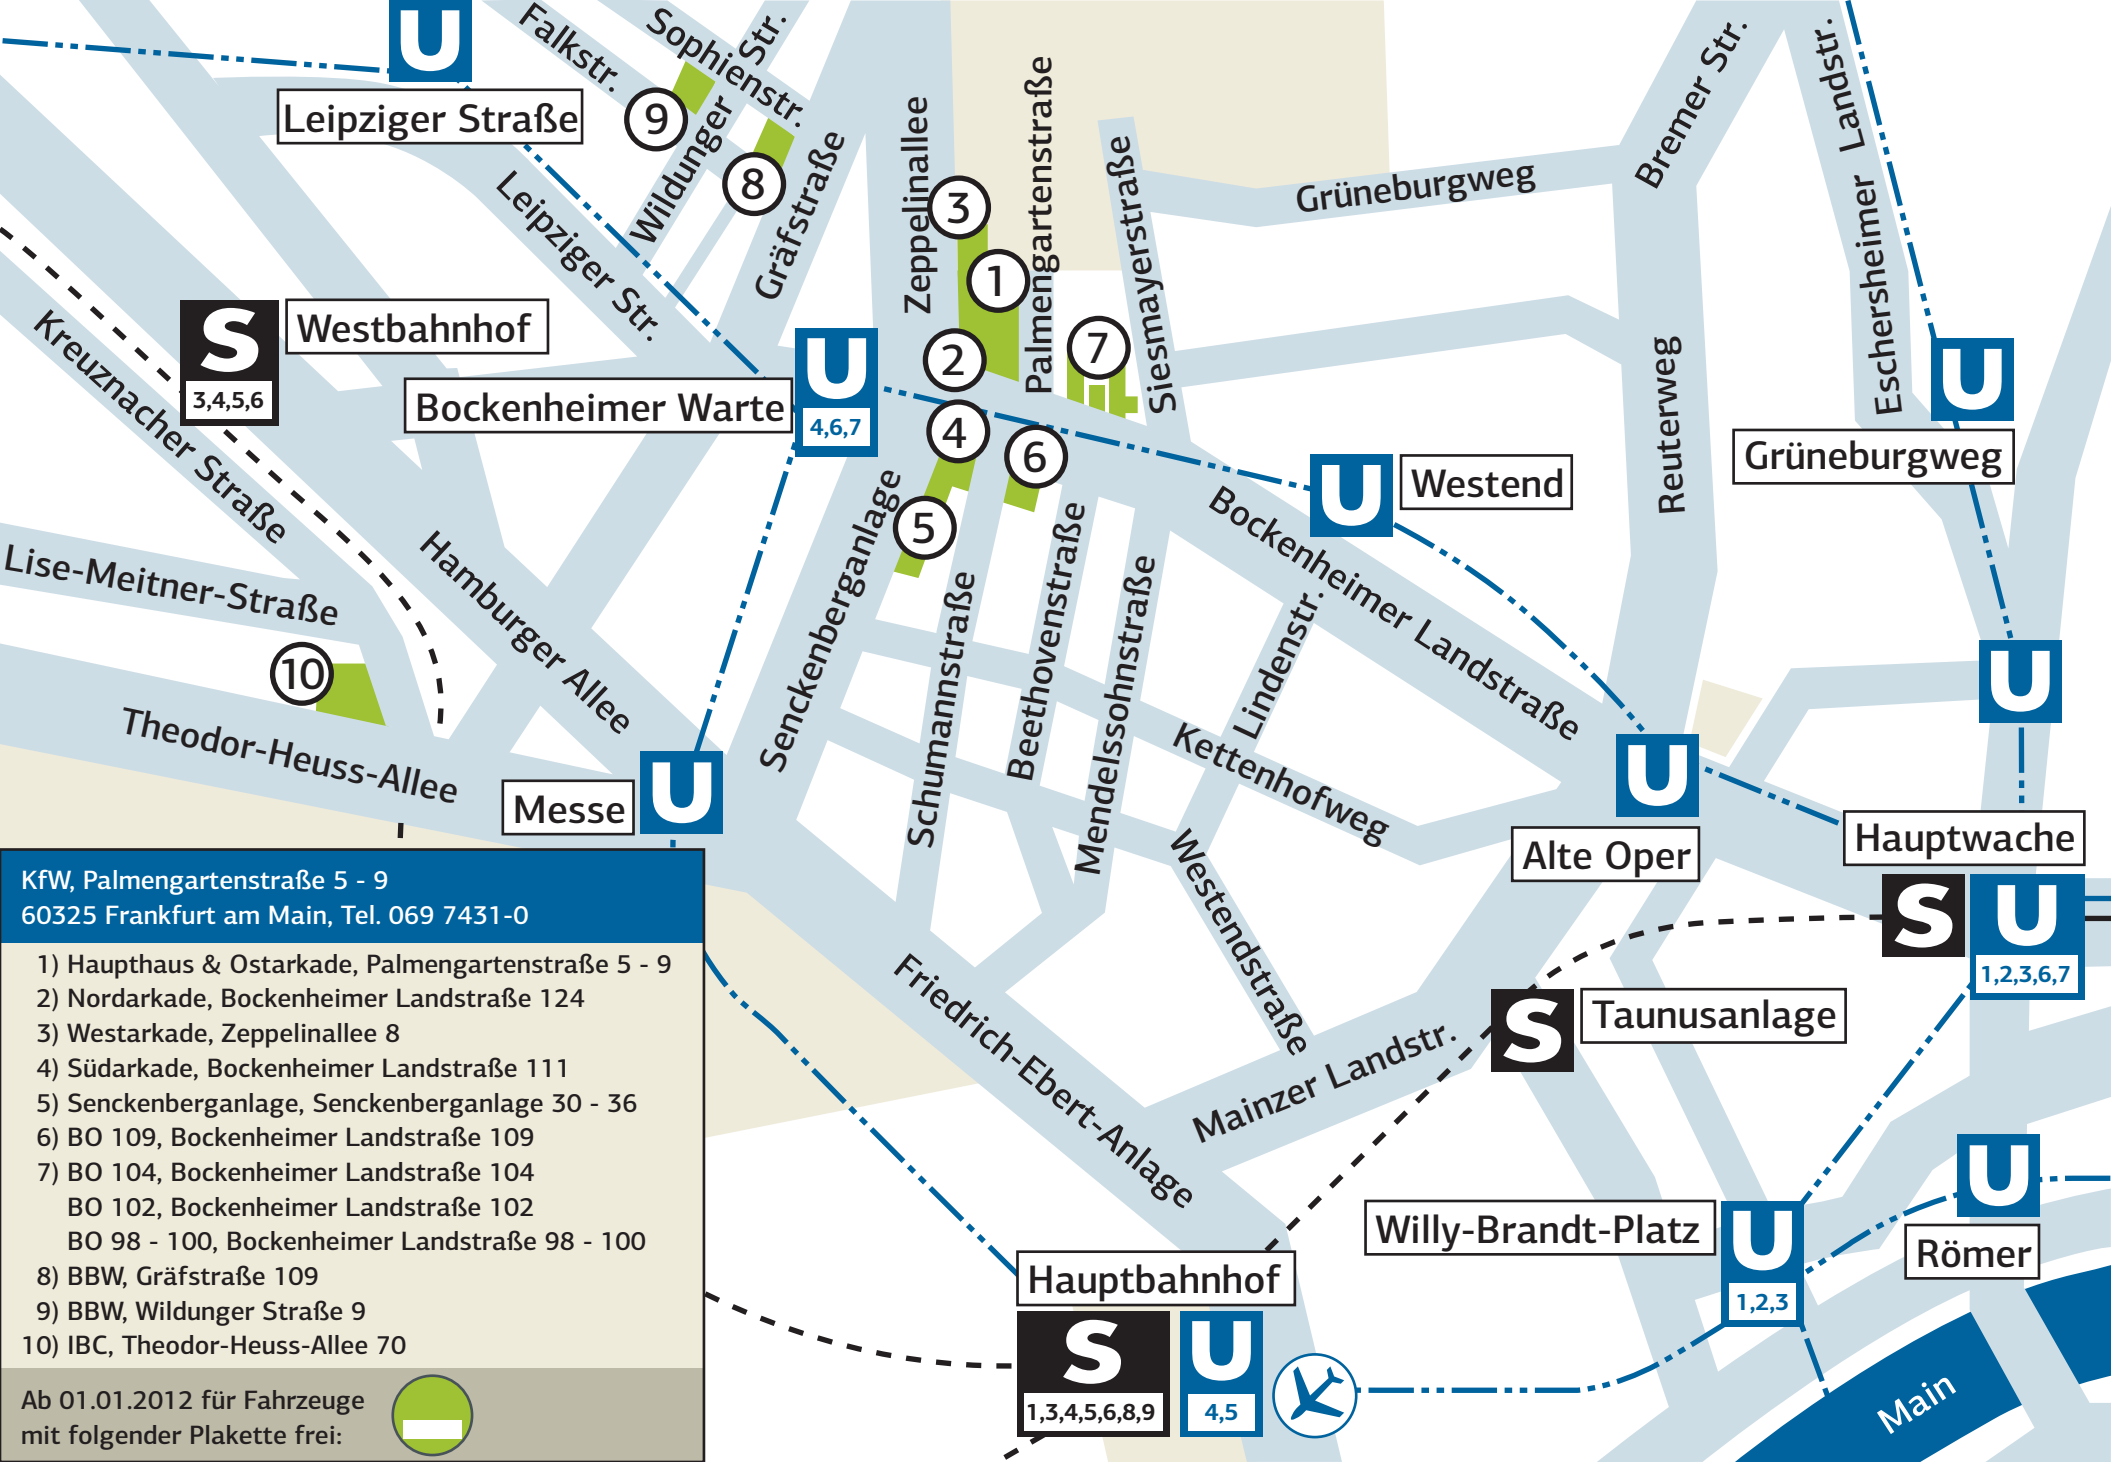 U
Leipziger Straße
Falkstr.
Sophienstr.
Wildunger Str.
9
8
Gräfstraße
Leipziger Str.
Zeppelinallee
Palmengartenstraße
Siesmayerstraße
3
1
2
7
4
6
5
Grüneburgweg
Bremer Str.
Eschersheimer Landstr.
Reuterweg
S
3,4,5,6
Westbahnhof
Kreuznacher Straße
Bockenheimer Warte
U
4,6,7
U
Westend
U
Grüneburgweg
Lise-Meitner-Straße
Hamburger Allee
10
Theodor-Heuss-Allee
Senckenberganlage
Schumannstraße
Beethovenstraße
Mendelssohnstraße
Lindenstr.
Bockenheimer Landstraße
Kettenhofweg
Westendstraße
U
Messe
U
U
Alte Oper
Hauptwache
S
U
1,2,3,6,7
Friedrich-Ebert-Anlage
Mainzer Landstr.
S
Taunusanlage
Willy-Brandt-Platz
U
1,2,3
U
Römer
Hauptbahnhof
S
1,3,4,5,6,8,9
U
4,5
Main
KfW, Palmengartenstraße 5 - 9
60325 Frankfurt am Main, Tel. 069 7431-0
1) Haupthaus & Ostarkade, Palmengartenstraße 5 - 9
2) Nordarkade, Bockenheimer Landstraße 124
3) Westarkade, Zeppelinallee 8
4) Südarkade, Bockenheimer Landstraße 111
5) Senckenberganlage, Senckenberganlage 30 - 36
6) BO 109, Bockenheimer Landstraße 109
7) BO 104, Bockenheimer Landstraße 104
BO 102, Bockenheimer Landstraße 102
BO 98 - 100, Bockenheimer Landstraße 98 - 100
8) BBW, Gräfstraße 109
9) BBW, Wildunger Straße 9
10) IBC, Theodor-Heuss-Allee 70
Ab 01.01.2012 für Fahrzeuge
mit folgender Plakette frei: